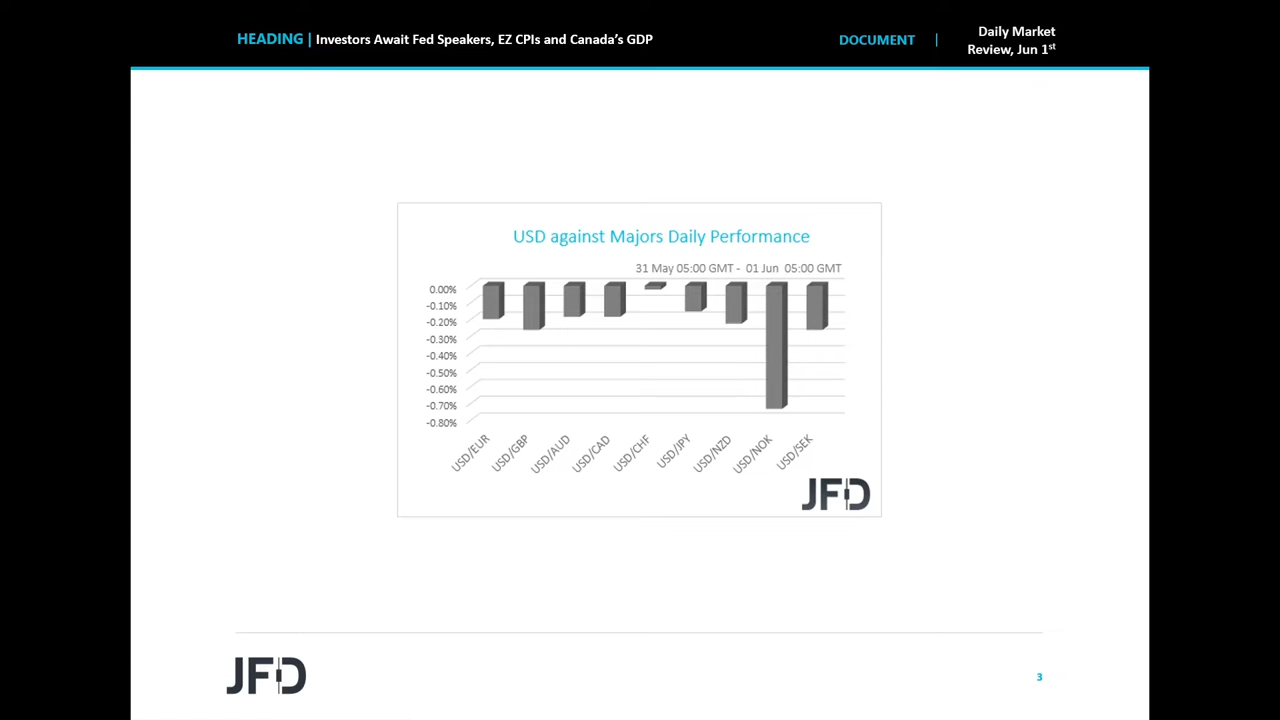 HEADING | Investors Await Fed Speakers, EZ CPIs and Canada's GDP
DOCUMENT |
Daily Market
Review, Jun 1st
USD against Majors Daily Performance
31 May 05:00 GMT - 01 Jun 05:00 GMT
0.00%
-0.10%
-0.20%
-0.30%
-0.40%
-0.50%
-0.60%
-0.70%
-0.80%
USD/EUR
USD/GBP
USD/AUD
USD/CAD
USD/CHF
USD/JPY
USD/NZD
USD/NOK
USD/SEK
JFD
JFD
3